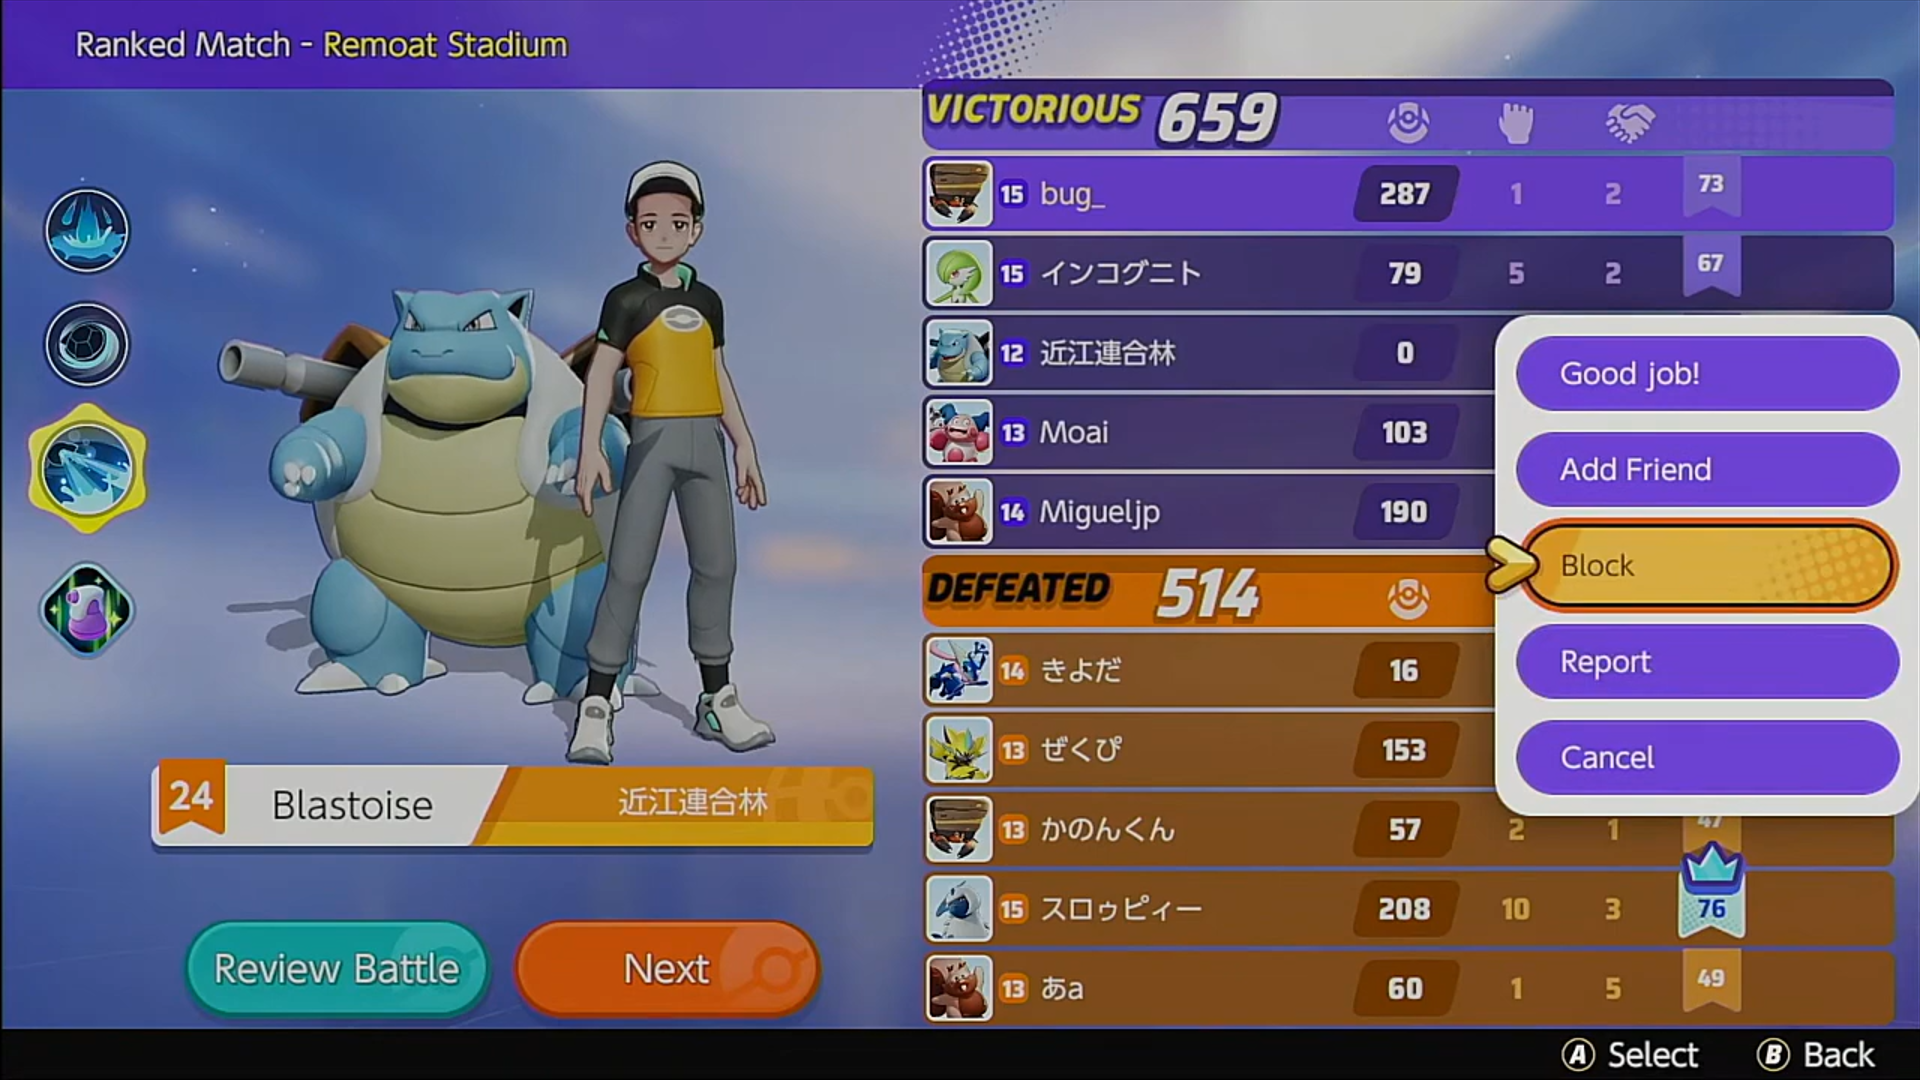 Ranked Match - Remoat Stadium
VICTORIOUS 659
15 bug_ 287 1 2 73
15 インコグニト 79 5 2 67
12 近江連合林 0
13 Moai 103
14 Migueljp 190
DEFEATED 514
14 きよだ 16
13 ぜくぴ 153
13 かのんくん 57 2 1 47
15 スロゥピィー 208 10 3 76
13 あa 60 1 5 49
Good job!
Add Friend
Block
Report
Cancel
24 Blastoise 近江連合林
Review Battle
Next
A Select B Back